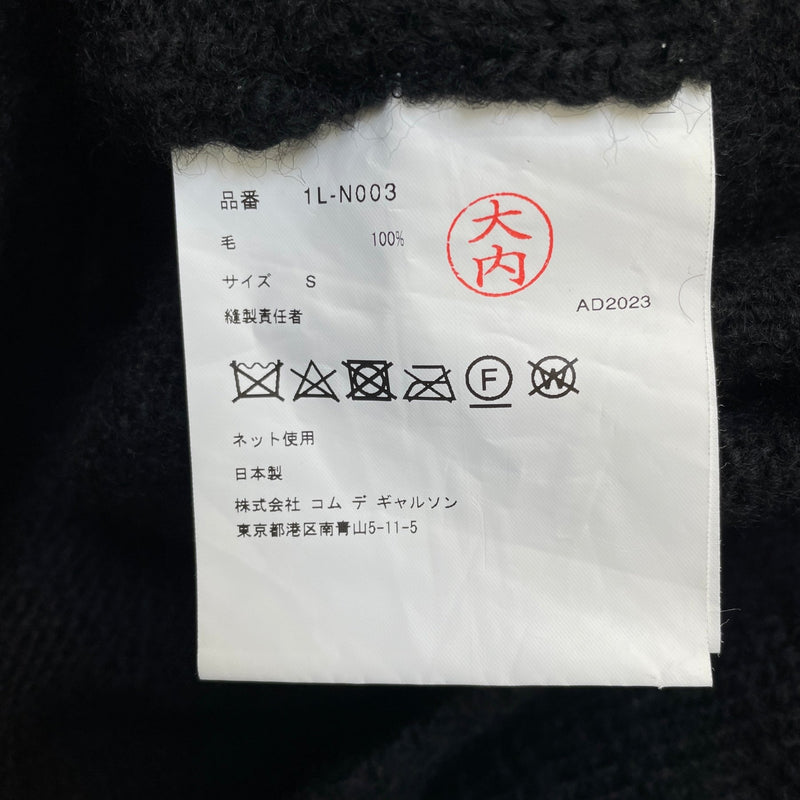 品番 1L-N003
毛 100%
サイズ S
縫製責任者
大内
AD2023
F
W
ネット使用
日本製
株式会社 コム デ ギャルソン
東京都港区南青山5-11-5